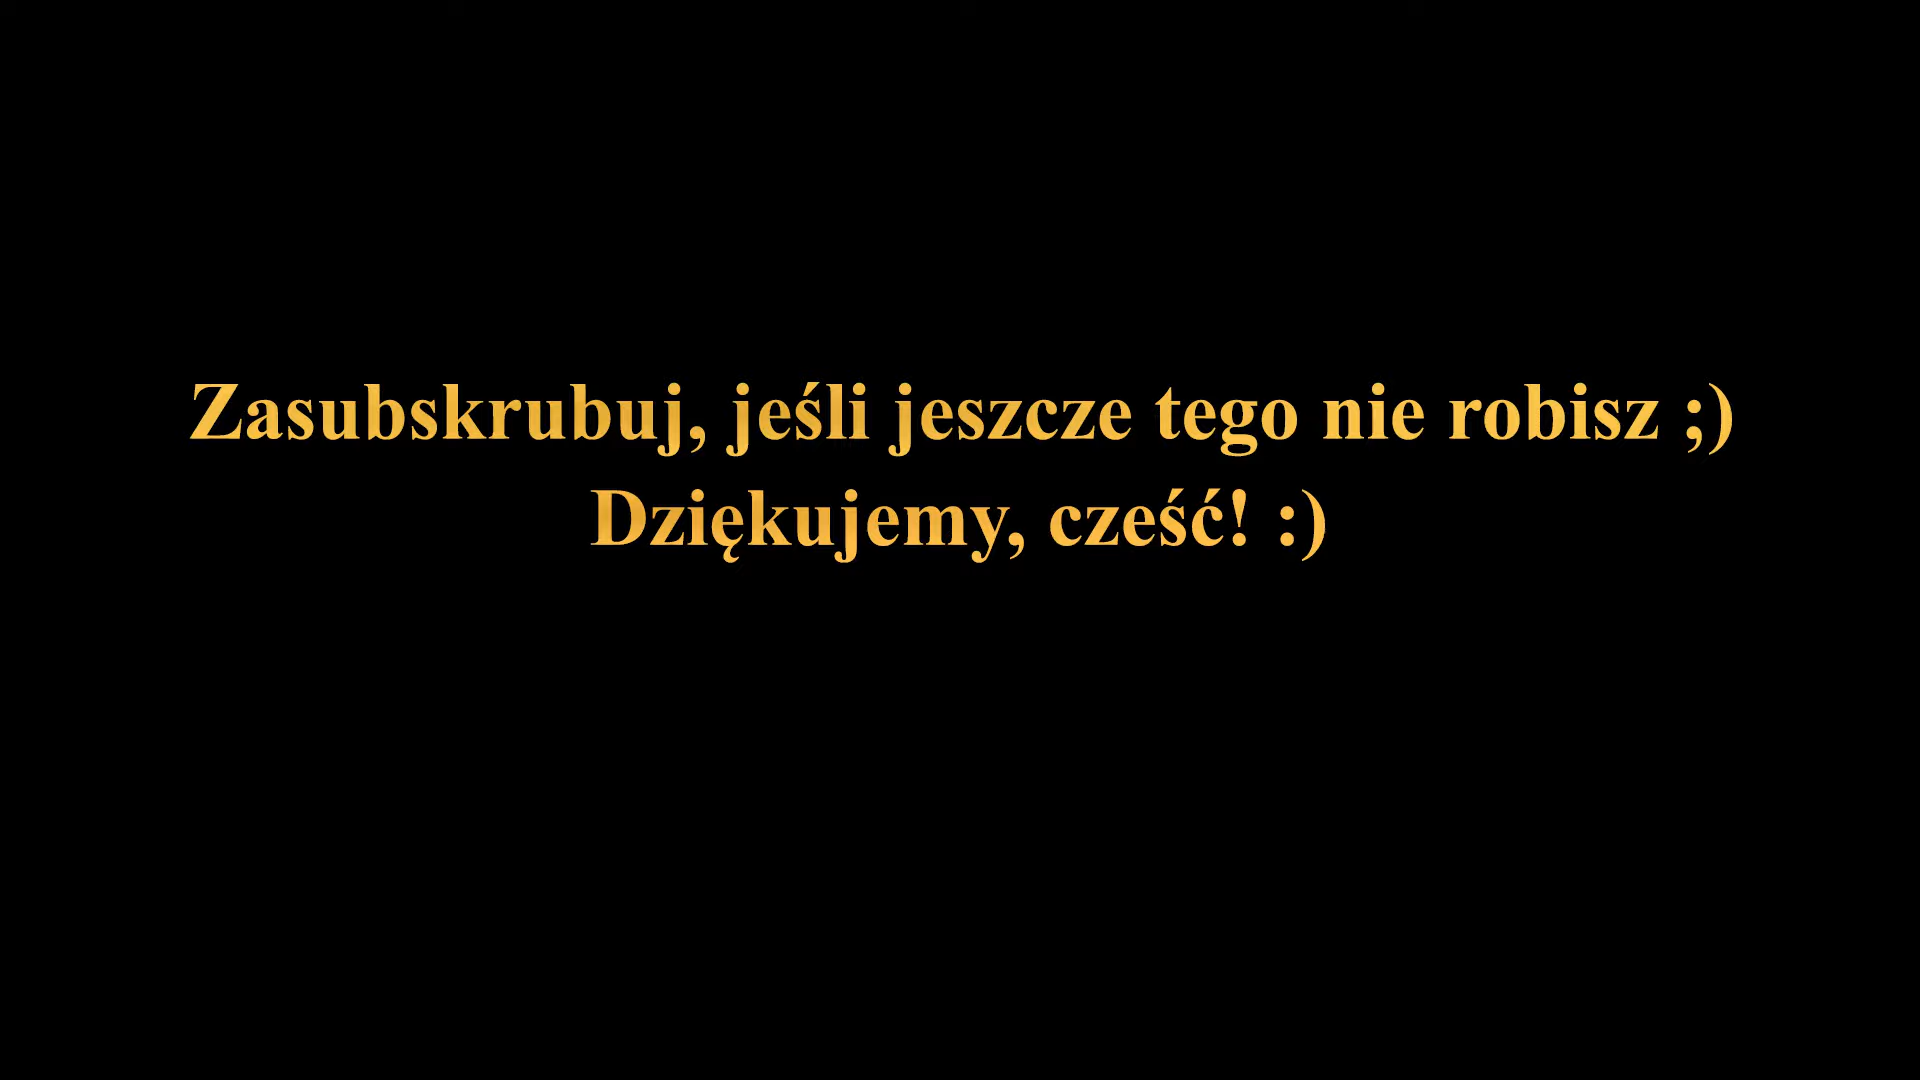 Zasubskrubuj, jeśli jeszcze tego nie robisz ;)
Dziękujemy, cześć! :)